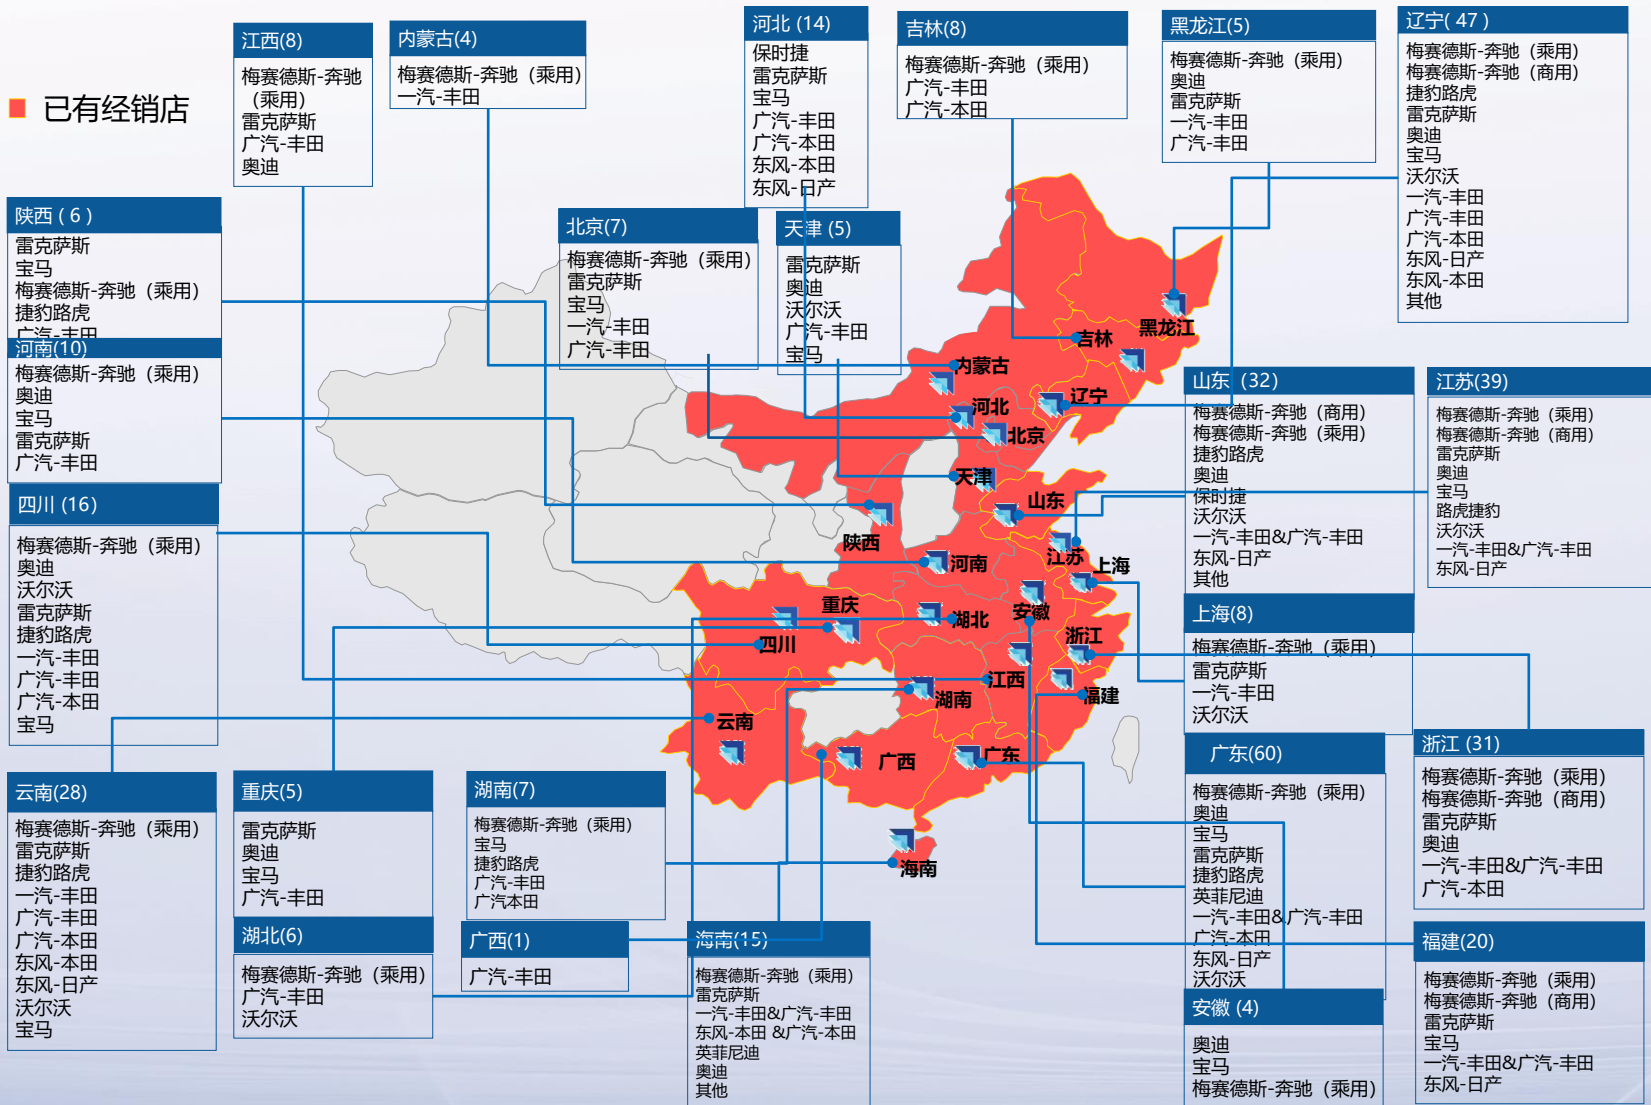 已有经销店
江西(8)
梅赛德斯-奔驰
（乘用）
雷克萨斯
广汽-丰田
奥迪
内蒙古(4)
梅赛德斯-奔驰（乘用）
一汽-丰田
河北 (14)
保时捷
雷克萨斯
宝马
广汽-丰田
广汽-本田
东风-本田
东风-日产
吉林(8)
梅赛德斯-奔驰（乘用）
广汽-丰田
广汽-本田
黑龙江(5)
梅赛德斯-奔驰（乘用）
奥迪
雷克萨斯
一汽-丰田
广汽-丰田
辽宁( 47 )
梅赛德斯-奔驰（乘用）
梅赛德斯-奔驰（商用）
捷豹路虎
雷克萨斯
奥迪
宝马
沃尔沃
一汽-丰田
广汽-丰田
广汽-本田
东风-日产
东风-本田
其他
陕西 ( 6 )
雷克萨斯
宝马
梅赛德斯-奔驰（乘用）
捷豹路虎
广汽-丰田
北京(7)
梅赛德斯-奔驰（乘用）
雷克萨斯
宝马
一汽-丰田
广汽-丰田
天津 (5)
雷克萨斯
奥迪
沃尔沃
广汽-丰田
宝马
河南(10)
梅赛德斯-奔驰（乘用）
奥迪
宝马
雷克萨斯
广汽-丰田
四川 (16)
梅赛德斯-奔驰（乘用）
奥迪
沃尔沃
雷克萨斯
捷豹路虎
一汽-丰田
广汽-丰田
广汽-本田
宝马
黑龙江
吉林
内蒙古
辽宁
河北
北京
天津
山东
陕西
河南
江苏
上海
重庆
湖北
安徽
浙江
四川
江西
湖南
福建
云南
广西
广东
海南
山东（32）
梅赛德斯-奔驰（商用）
梅赛德斯-奔驰（乘用）
捷豹路虎
奥迪
保时捷
沃尔沃
一汽-丰田&广汽-丰田
东风-日产
其他
江苏(39)
梅赛德斯-奔驰（乘用）
梅赛德斯-奔驰（商用）
雷克萨斯
奥迪
宝马
路虎捷豹
沃尔沃
一汽-丰田&广汽-丰田
东风-日产
上海(8)
梅赛德斯-奔驰（乘用）
雷克萨斯
一汽-丰田
沃尔沃
云南(28)
梅赛德斯-奔驰（乘用）
雷克萨斯
捷豹路虎
一汽-丰田
广汽-丰田
广汽-本田
东风-本田
东风-日产
沃尔沃
宝马
重庆(5)
雷克萨斯
奥迪
宝马
广汽-丰田
湖北(6)
梅赛德斯-奔驰（乘用）
广汽-丰田
沃尔沃
湖南(7)
梅赛德斯-奔驰（乘用）
宝马
捷豹路虎
广汽-丰田
广汽本田
广西(1)
广汽-丰田
海南(15)
梅赛德斯-奔驰（乘用）
雷克萨斯
一汽-丰田&广汽-丰田
东风-本田 &广汽-本田
英菲尼迪
奥迪
其他
广东(60)
梅赛德斯-奔驰（乘用）
奥迪
宝马
雷克萨斯
捷豹路虎
英菲尼迪
一汽-丰田&广汽-丰田
广汽-本田
东风-日产
沃尔沃
浙江 (31)
梅赛德斯-奔驰（乘用）
梅赛德斯-奔驰（商用）
雷克萨斯
奥迪
一汽-丰田&广汽-丰田
广汽-本田
安徽 (4)
奥迪
宝马
梅赛德斯-奔驰（乘用）
福建(20)
梅赛德斯-奔驰（乘用）
梅赛德斯-奔驰（商用）
雷克萨斯
宝马
一汽-丰田&广汽-丰田
东风-日产